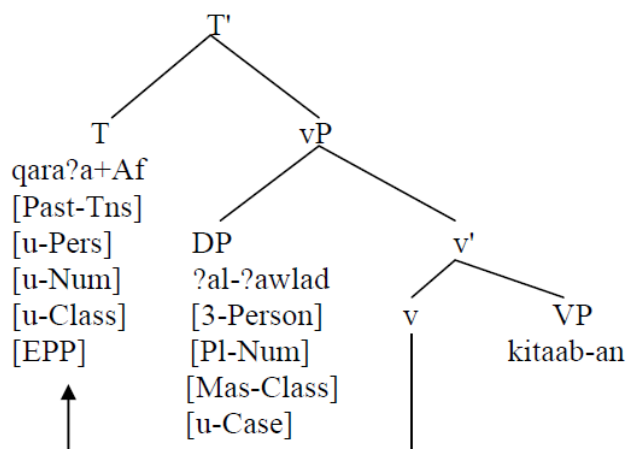 T'
T vP
qara?a+Af
[Past-Tns]
[u-Pers] DP v'
[u-Num] ?al-?awlad
[u-Class] [3-Person] v VP
[EPP] [Pl-Num] kitaab-an
[Mas-Class]
[u-Case]